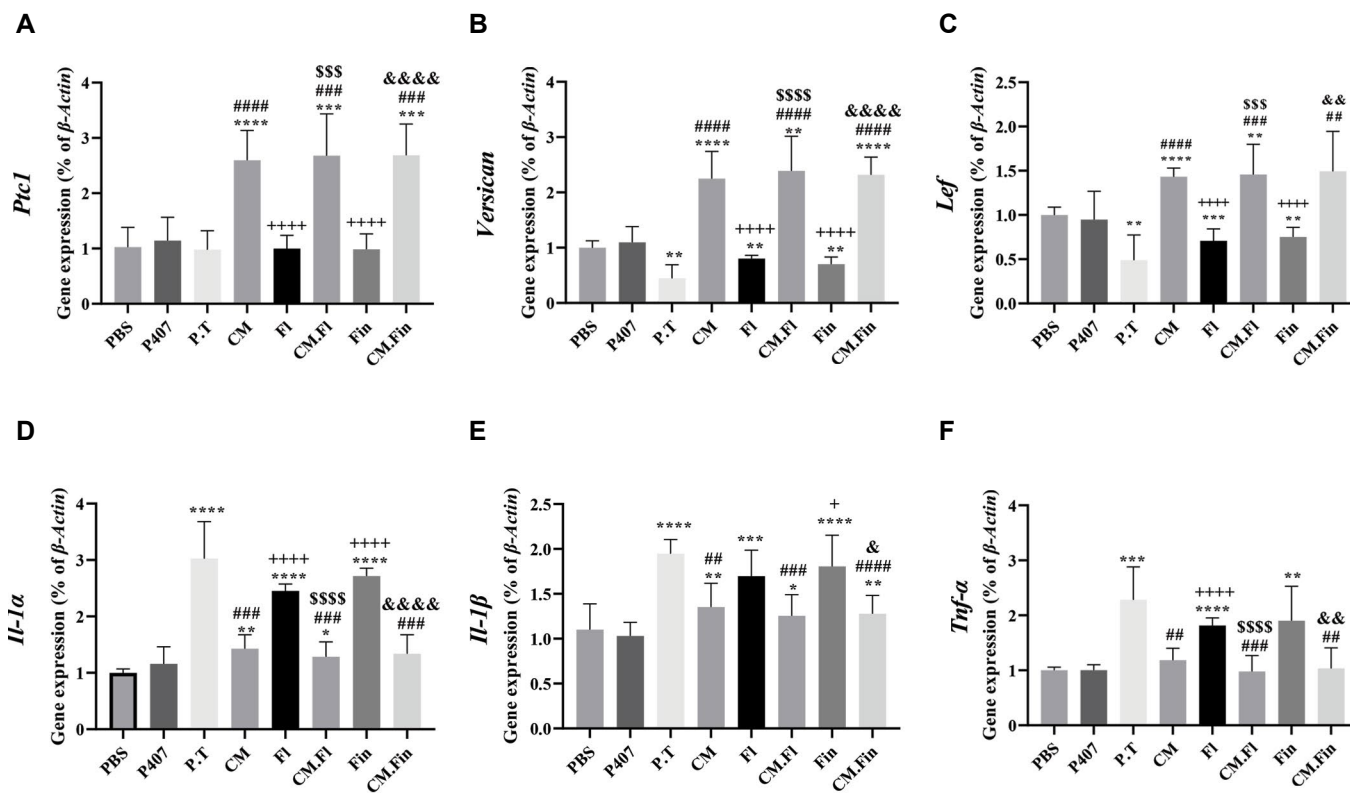 A
Ptc1
Gene expression (% of β-Actin)
4
3
2
1
0
$$$
&&&&
####
###
###
****
***
***
++++
++++
PBS
P407
P.T
CM
Fl
CM.Fl
Fin
CM.Fin
B
Versican
Gene expression (% of β-Actin)
4
3
2
1
0
$$$$
&&&&
####
####
####
****
**
****
++++
++++
**
**
**
PBS
P407
P.T
CM
Fl
CM.Fl
Fin
CM.Fin
C
Lef
Gene expression (% of β-Actin)
2.5
2.0
1.5
1.0
0.5
0.0
$$$
&&
####
###
##
****
**
++++
++++
**
***
**
PBS
P407
P.T
CM
Fl
CM.Fl
Fin
CM.Fin
D
Il-1α
Gene expression (% of β-Actin)
4
3
2
1
0
****
++++
++++
****
****
###
$$$$
&&&&
**
###
###
*
PBS
P407
P.T
CM
Fl
CM.Fl
Fin
CM.Fin
E
Il-1β
Gene expression (% of β-Actin)
2.5
2.0
1.5
1.0
0.5
0.0
****
+
***
****
##
###
&
**
*
####
**
PBS
P407
P.T
CM
Fl
CM.Fl
Fin
CM.Fin
F
Tnf-α
Gene expression (% of β-Actin)
4
3
2
1
0
***
++++
**
****
##
$$$$
&&
###
##
PBS
P407
P.T
CM
Fl
CM.Fl
Fin
CM.Fin